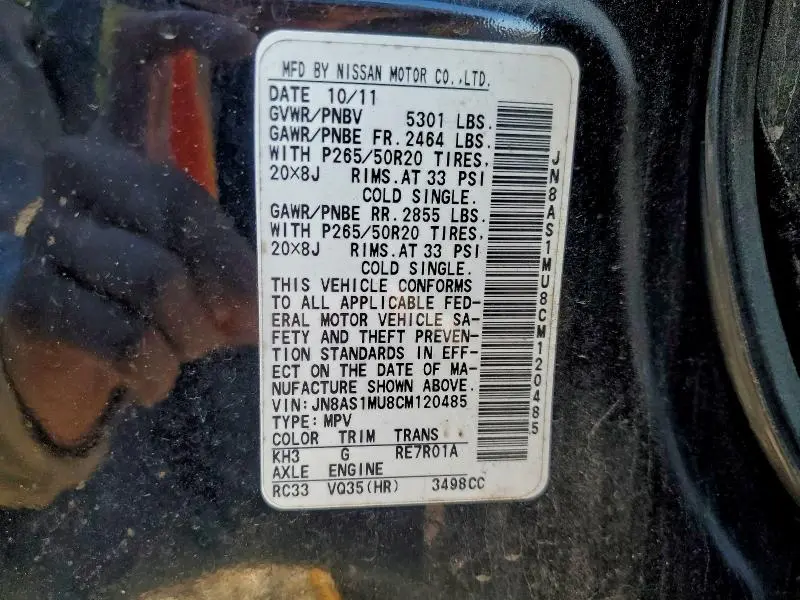 MFD BY NISSAN MOTOR CO.,LTD.
DATE 10/11
GVWR/PNBV 5301 LBS.
GAWR/PNBE FR. 2464 LBS.
WITH P265/50R20 TIRES.
20×8J RIMS. AT 33 PSI
COLD SINGLE.
GAWR/PNBE RR. 2855 LBS.
WITH P265/50R20 TIRES.
20×8J RIMS. AT 33 PSI
COLD SINGLE.
THIS VEHICLE CONFORMS
TO ALL APPLICABLE FED-
ERAL MOTOR VEHICLE SA-
FETY AND THEFT PREVEN-
TION STANDARDS IN EFF-
ECT ON THE DATE OF MA-
NUFACTURE SHOWN ABOVE.
VIN:JN8AS1MU8CM120485
TYPE:MPV
COLOR TRIM TRANS
KH3 G RE7R01A
AXLE ENGINE
RC33 VQ35(HR) 3498CC
JN8AS1MU8CM120485